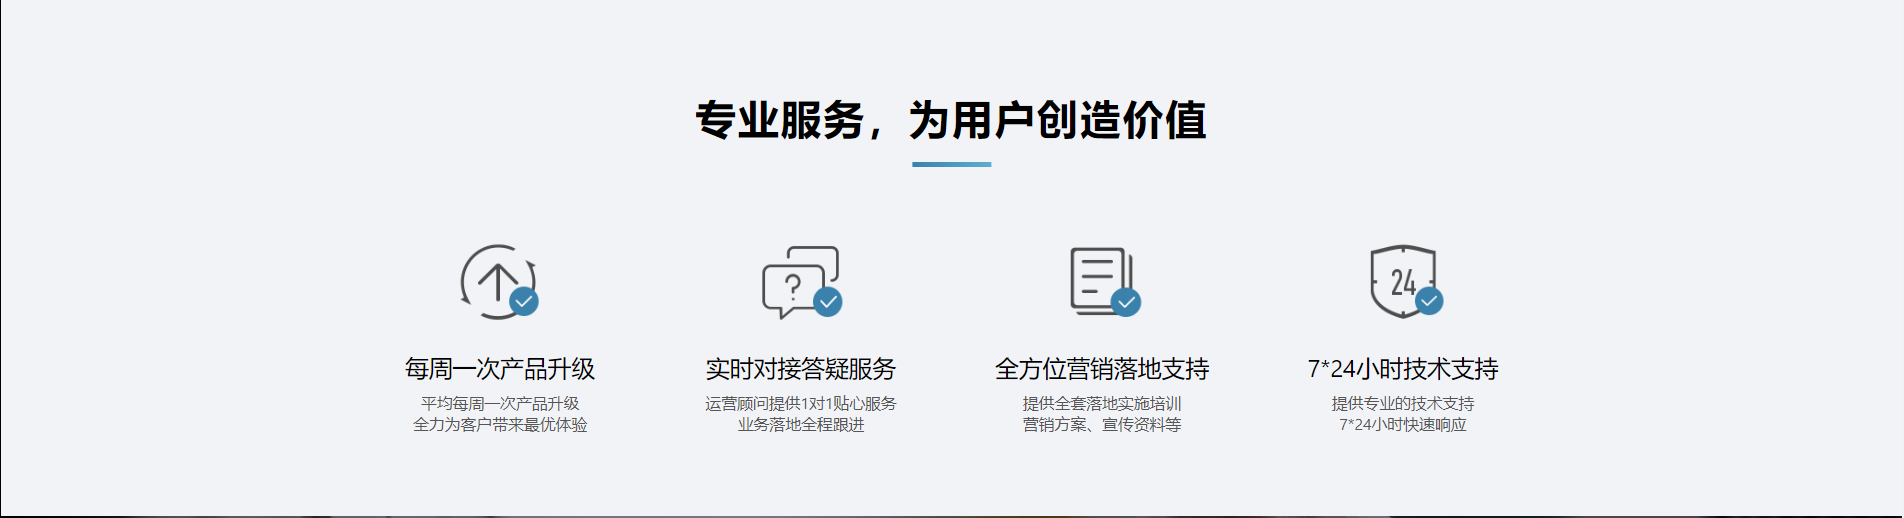 专业服务，为用户创造价值
24
每周一次产品升级
平均每周一次产品升级
全力为客户带来最优体验
?
实时对接答疑服务
运营顾问提供1对1贴心服务
业务落地全程跟进
全方位营销落地支持
提供全套落地实施培训
营销方案、宣传资料等
7*24小时技术支持
提供专业的技术支持
7*24小时快速响应